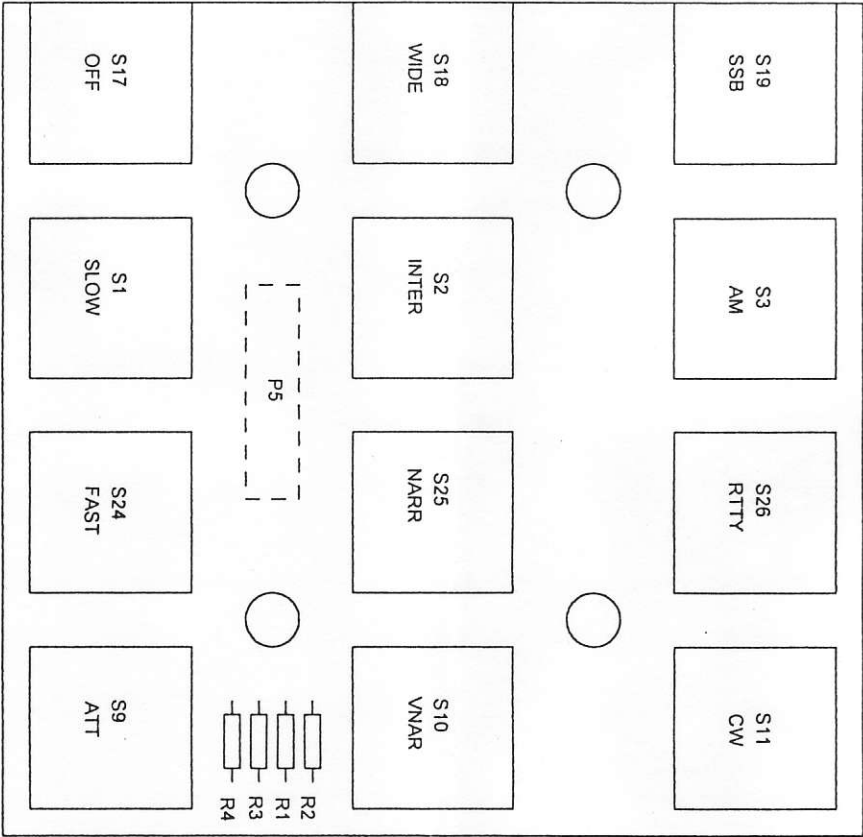 S19
SSB
S3
AM
S26
RTTY
S11
CW
S18
WIDE
S2
INTER
S25
NARR
S10
VNAR
R2
R1
R3
R4
P5
S17
OFF
S1
SLOW
S24
FAST
S9
ATT